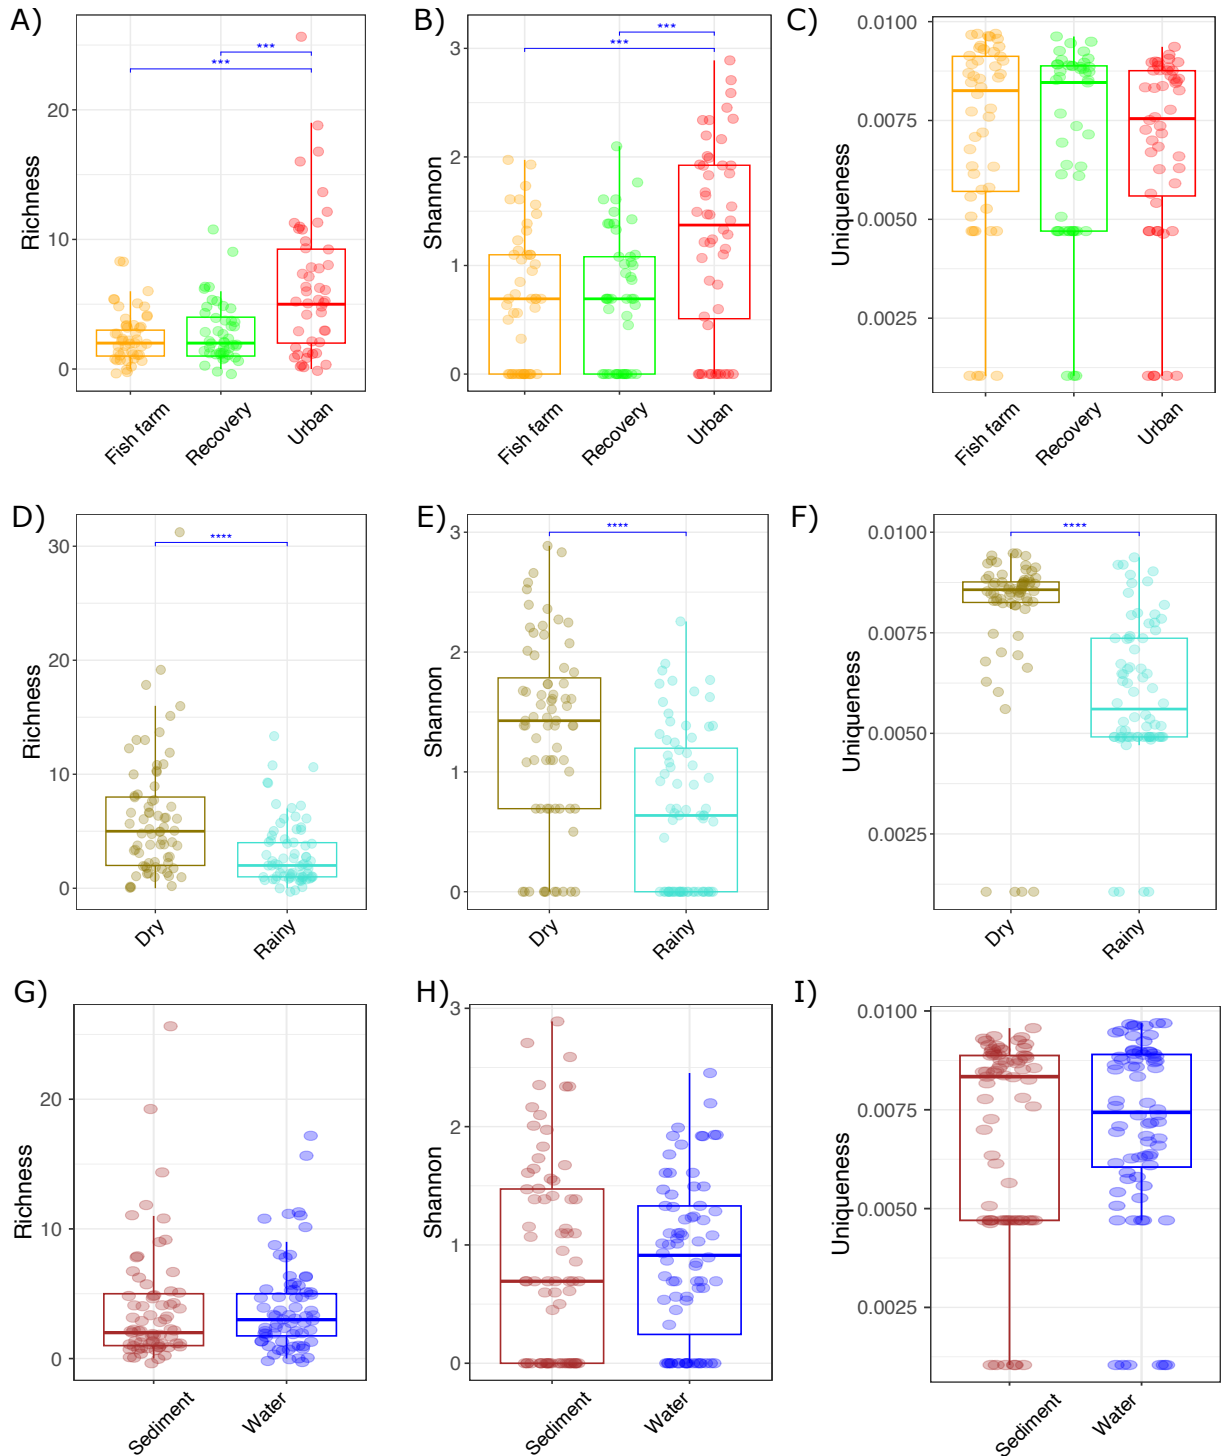 A)
Richness
20
10
0
***
***
Fish farm
Recovery
Urban
B)
Shannon
3
2
1
0
***
***
Fish farm
Recovery
Urban
C)
Uniqueness
0.0100
0.0075
0.0050
0.0025
Fish farm
Recovery
Urban
D)
Richness
30
20
10
0
****
Dry
Rainy
E)
Shannon
3
2
1
0
****
Dry
Rainy
F)
Uniqueness
0.0100
0.0075
0.0050
0.0025
****
Dry
Rainy
G)
Richness
20
10
0
Sediment
Water
H)
Shannon
3
2
1
0
Sediment
Water
I)
Uniqueness
0.0100
0.0075
0.0050
0.0025
Sediment
Water